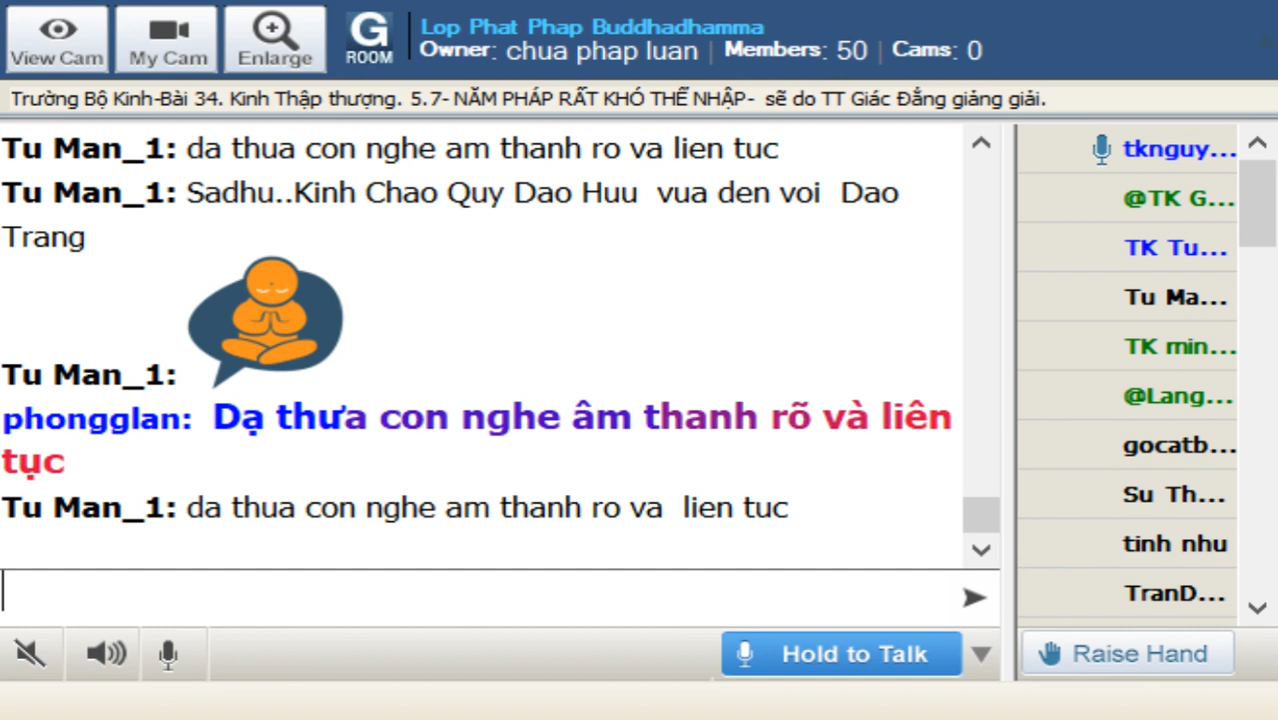 View Cam
My Cam
Enlarge
G
ROOM
Lop Phat Phap Buddhadhamma
Owner: chua phap luan | Members: 50 | Cams: 0
Trường Bộ Kinh-Bài 34. Kinh Thập thượng. 5.7- NĂM PHÁP RẤT KHÓ THỂ NHẬP- sẽ do TT Giác Đẳng giảng giải.
Tu Man_1: da thua con nghe am thanh ro va lien tuc
Tu Man_1: Sadhu..Kinh Chao Quy Dao Huu vua den voi Dao
Trang
Tu Man_1:
phongglan: Dạ thưa con nghe âm thanh rõ và liên
tục
Tu Man_1: da thua con nghe am thanh ro va lien tuc
tknguy...
@TK G...
TK Tu...
Tu Ma...
TK min...
@Lang...
gocatb...
Su Th...
tinh nhu
TranD...
Hold to Talk
Raise Hand